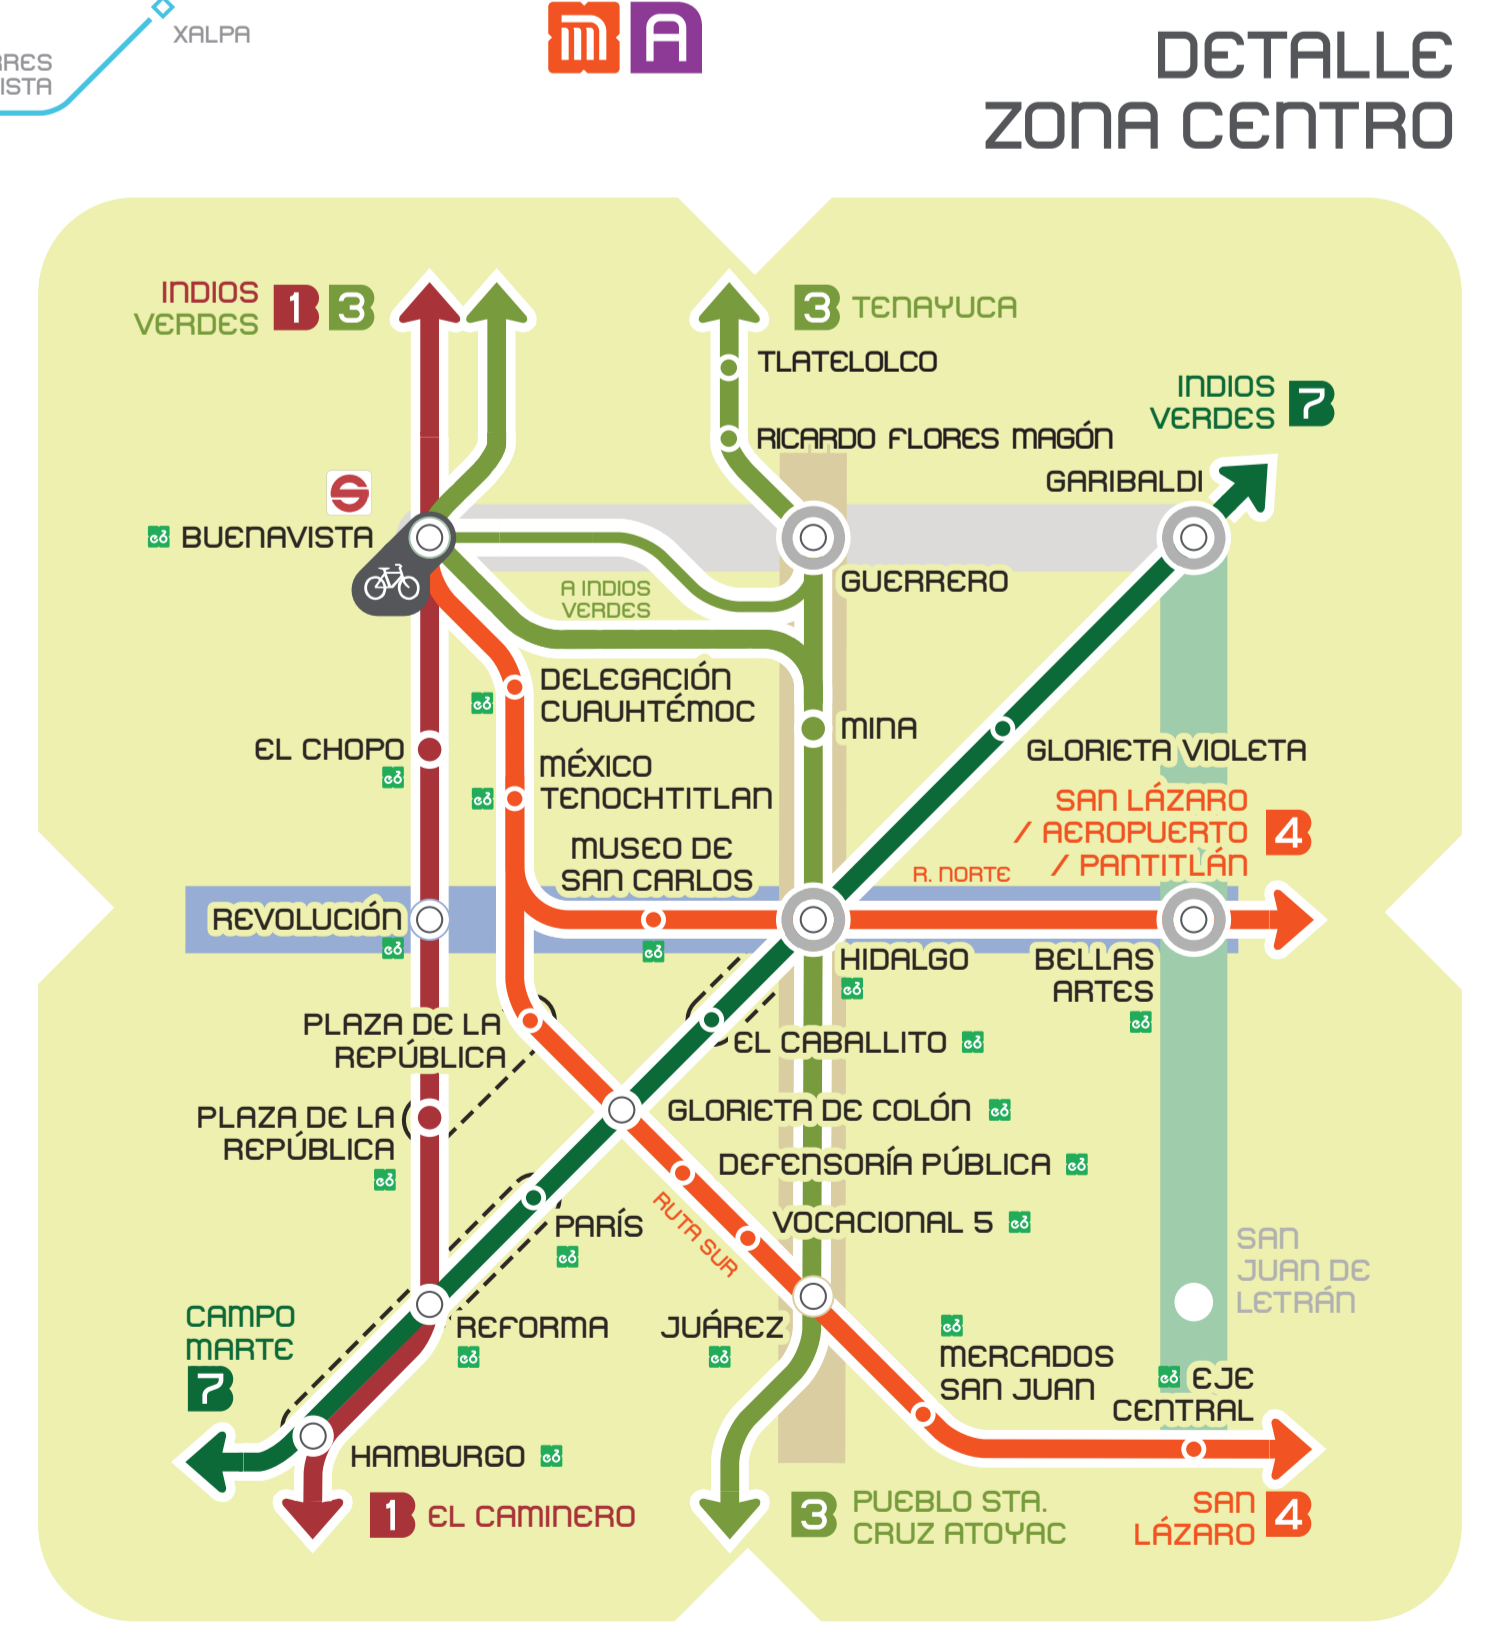 XALPA
RRES
ISTA
A
DETALLE
ZONA CENTRO
INDIOS
VERDES
1 3
3 TENAYUCA
TLATELOLCO
INDIOS
VERDES
7
RICARDO FLORES MAGÓN
GARIBALDI
BUENAVISTA
GUERRERO
A INDIOS
VERDES
DELEGACIÓN
CUAUHTÉMOC
MINA
EL CHOPO
GLORIETA VIOLETA
MÉXICO
TENOCHTITLAN
SAN LÁZARO
/ AEROPUERTO
/ PANTITLÁN
4
MUSEO DE
SAN CARLOS
R. NORTE
REVOLUCIÓN
HIDALGO
BELLAS
ARTES
PLAZA DE LA
REPÚBLICA
EL CABALLITO
PLAZA DE LA
REPÚBLICA
GLORIETA DE COLÓN
DEFENSORÍA PÚBLICA
PARÍS
RUTA SUR
VOCACIONAL 5
SAN
JUAN DE
LETRÁN
CAMPO
MARTE
7
REFORMA
JUÁREZ
MERCADOS
SAN JUAN
EJE
CENTRAL
HAMBURGO
1 EL CAMINERO
3
PUEBLO STA.
CRUZ ATOYAC
SAN
LÁZARO
4